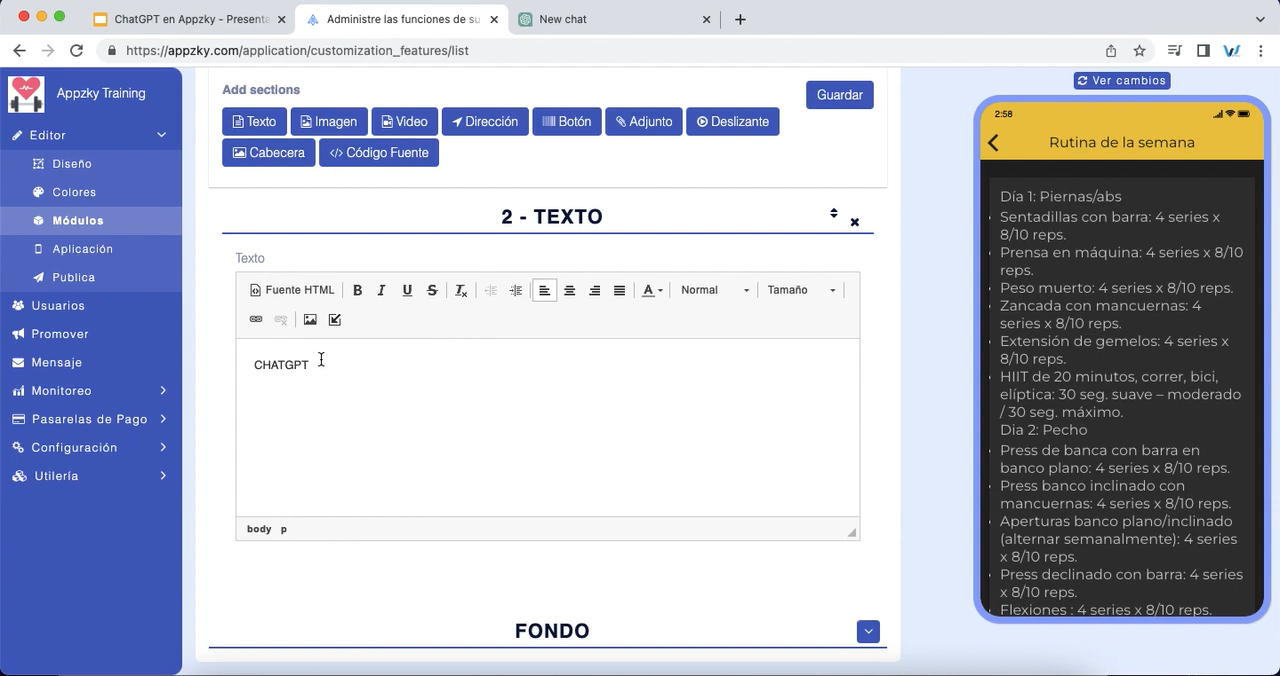 ChatGPT en Appzky - Presenta
Administre las funciones de su
New chat
https://appzky.com/application/customization_features/list
Appzky Training
Editor
Diseño
Colores
Módulos
Aplicación
Publica
Usuarios
Promover
Mensaje
Monitoreo
Pasarelas de Pago
Configuración
Utilería
Add sections
Guardar
Texto
Imagen
Video
Dirección
Botón
Adjunto
Deslizante
Cabecera
</> Código Fuente
2 - TEXTO
Texto
Fuente HTML B I U S Ix A Normal Tamaño
CHATGPT
body p
FONDO
Ver cambios
2:58
Rutina de la semana
Día 1: Piernas/abs
Sentadillas con barra: 4 series x
8/10 reps.
Prensa en máquina: 4 series x 8/10
reps.
Peso muerto: 4 series x 8/10 reps.
Zancada con mancuernas: 4
series x 8/10 reps.
Extensión de gemelos: 4 series x
8/10 reps.
HIIT de 20 minutos, correr, bici,
elíptica: 30 seg. suave – moderado
/ 30 seg. máximo.
Dia 2: Pecho
Press de banca con barra en
banco plano: 4 series x 8/10 reps.
Press banco inclinado con
mancuernas: 4 series x 8/10 reps.
Aperturas banco plano/inclinado
(alternar semanalmente): 4 series
x 8/10 reps.
Press declinado con barra: 4 series
x 8/10 reps.
Flexiones : 4 series x 8/10 reps.